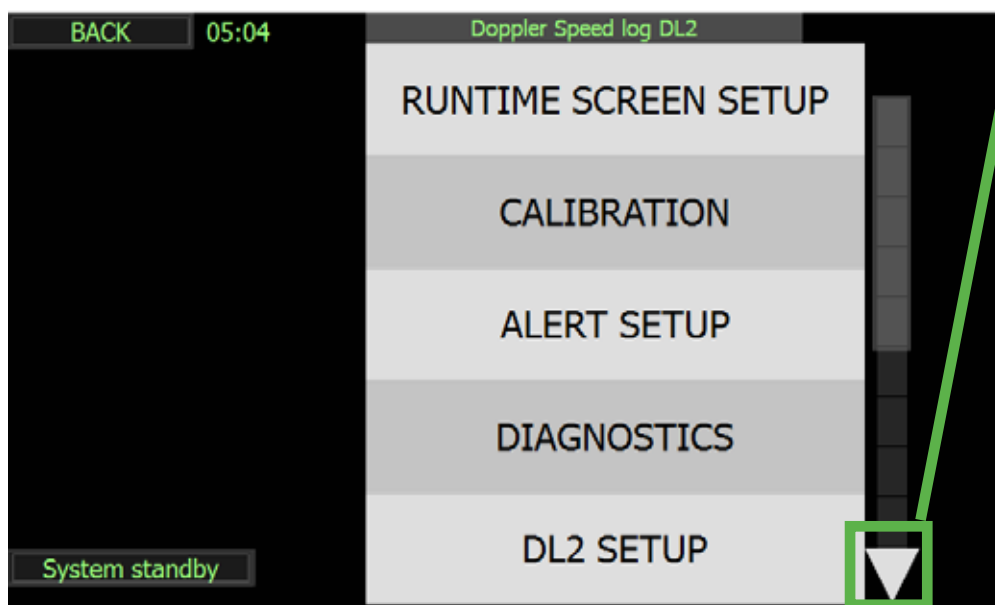 BACK 05:04 Doppler Speed log DL2
RUNTIME SCREEN SETUP
CALIBRATION
ALERT SETUP
DIAGNOSTICS
DL2 SETUP
System standby